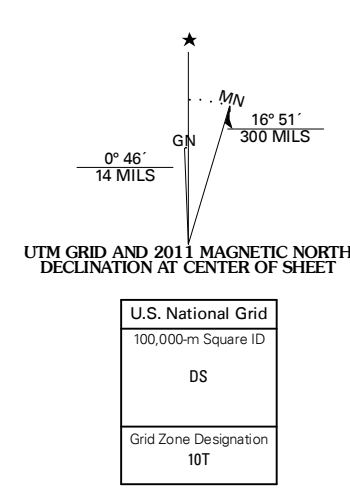 ★
MN
16° 51´
300 MILS
GN
0° 46´
14 MILS
UTM GRID AND 2011 MAGNETIC NORTH
DECLINATION AT CENTER OF SHEET
U.S. National Grid
100,000-m Square ID
DS
Grid Zone Designation
10T